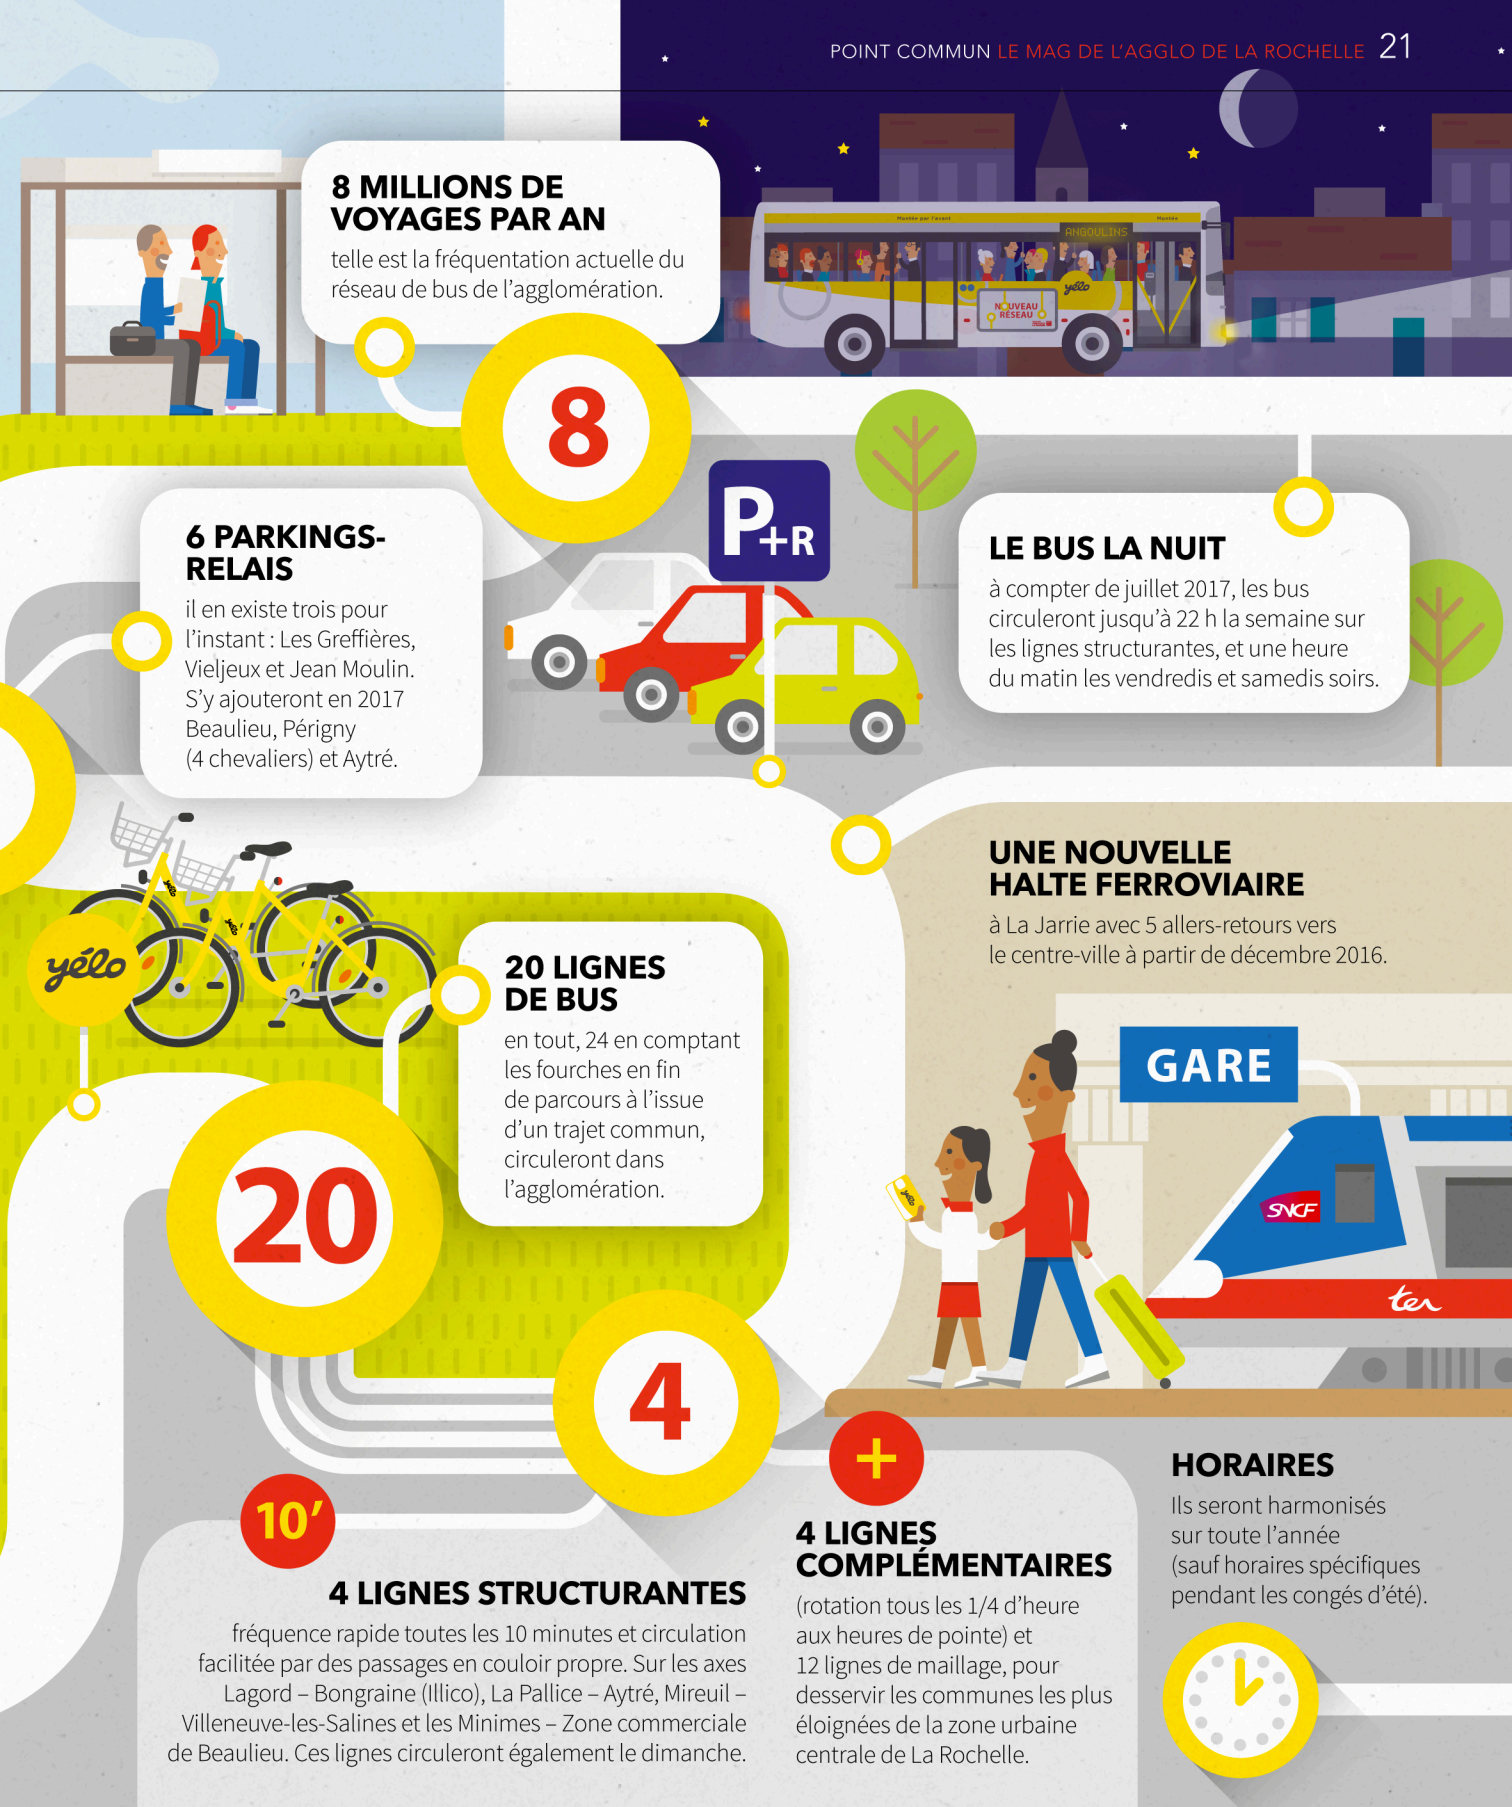 POINT COMMUN LE MAG DE L'AGGLO DE LA ROCHELLE 21
8 MILLIONS DE
VOYAGES PAR AN
telle est la fréquentation actuelle du
réseau de bus de l'agglomération.
Montée par l'avant
Montée
ANGOULINS
yélo
NOUVEAU
RÉSEAU
8
P+R
6 PARKINGS-
RELAIS
il en existe trois pour
l'instant : Les Greffières,
Vieljeux et Jean Moulin.
S'y ajouteront en 2017
Beaulieu, Périgny
(4 chevaliers) et Aytré.
LE BUS LA NUIT
à compter de juillet 2017, les bus
circuleront jusqu'à 22 h la semaine sur
les lignes structurantes, et une heure
du matin les vendredis et samedis soirs.
UNE NOUVELLE
HALTE FERROVIAIRE
à La Jarrie avec 5 allers-retours vers
le centre-ville à partir de décembre 2016.
yélo
yélo
yélo
20 LIGNES
DE BUS
en tout, 24 en comptant
les fourches en fin
de parcours à l'issue
d'un trajet commun,
circuleront dans
l'agglomération.
GARE
yélo
SNCF
ter
20
4
10'
4 LIGNES STRUCTURANTES
fréquence rapide toutes les 10 minutes et circulation
facilitée par des passages en couloir propre. Sur les axes
Lagord – Bongraine (Illico), La Pallice – Aytré, Mireuil –
Villeneuve-les-Salines et les Minimes – Zone commerciale
de Beaulieu. Ces lignes circuleront également le dimanche.
+
4 LIGNES
COMPLÉMENTAIRES
(rotation tous les 1/4 d'heure
aux heures de pointe) et
12 lignes de maillage, pour
desservir les communes les plus
éloignées de la zone urbaine
centrale de La Rochelle.
HORAIRES
Ils seront harmonisés
sur toute l'année
(sauf horaires spécifiques
pendant les congés d'été).